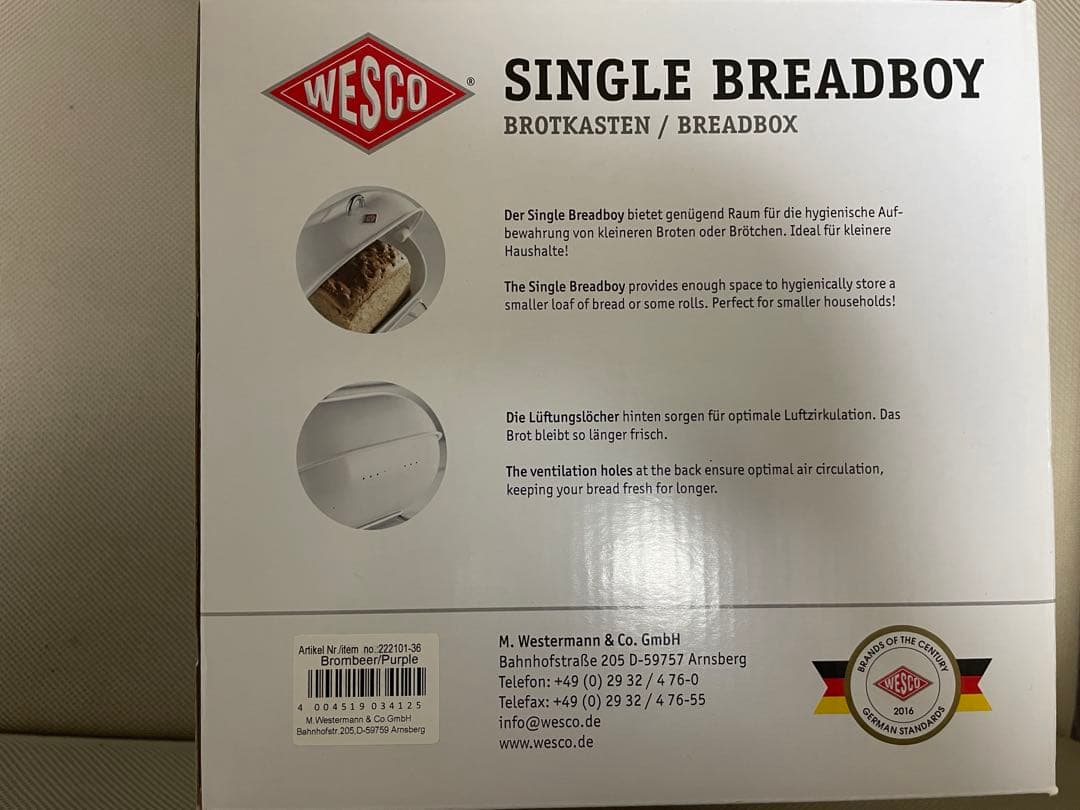 WESCO ®
SINGLE BREADBOY
BROTKASTEN / BREADBOX
Der Single Breadboy bietet genügend Raum für die hygienische Auf-
bewahrung von kleineren Broten oder Brötchen. Ideal für kleinere
Haushalte!
The Single Breadboy provides enough space to hygienically store a
smaller loaf of bread or some rolls. Perfect for smaller households!
Die Lüftungslöcher hinten sorgen für optimale Luftzirkulation. Das
Brot bleibt so länger frisch.
The ventilation holes at the back ensure optimal air circulation,
keeping your bread fresh for longer.
Artikel Nr./item no.:222101-36
Brombeer/Purple
4 004519 034125
M.Westermann & Co.GmbH
Bahnhofstr.205,D-59759 Arnsberg
M. Westermann & Co. GmbH
Bahnhofstraße 205 D-59757 Arnsberg
Telefon: +49 (0) 29 32 / 4 76-0
Telefax: +49 (0) 29 32 / 4 76-55
info@wesco.de
www.wesco.de
BRANDS OF THE CENTURY
WESCO
2016
GERMAN STANDARDS